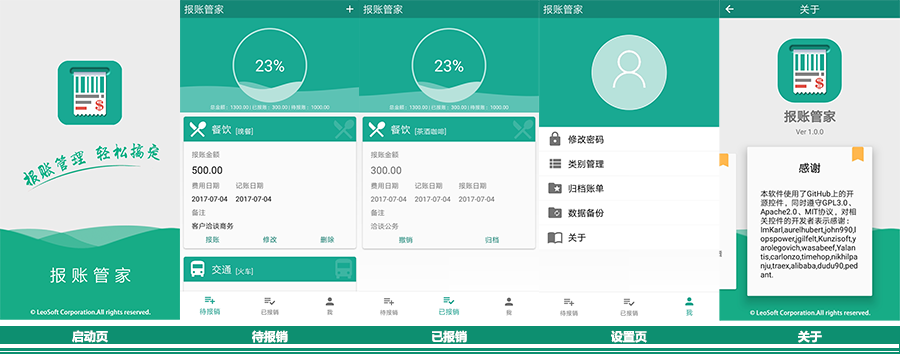 报账管理 轻松搞定
报账管家
© LeoSoft Corporation.All rights reserved.
启动页
报账管家 +
23%
总金额：1300.00 | 已报账：300.00 | 待报账：1000.00
餐饮 [晚餐]
报账金额
500.00
费用日期 记账日期
2017-07-04 2017-07-04
备注
客户洽谈商务
报账 修改 删除
交通 [火车]
待报销 已报销 我
待报销
报账管家
23%
总金额：1300.00 | 已报账：300.00 | 待报账：1000.00
餐饮 [茶酒咖啡]
报账金额
300.00
费用日期 记账日期 报账日期
2017-07-04 2017-07-04 2017-07-04
备注
洽谈公务
撤销 归档
待报销 已报销 我
已报销
报账管家
修改密码
类别管理
归档账单
数据备份
关于
待报销 已报销 我
设置页
关于
报账管家
Ver 1.0.0
感谢
本软件使用了GitHub上的开
源控件，同时遵守GPL3.0、
Apache2.0、MIT协议，对相
关控件的开发者表示感谢：
ImKarl,aurelhubert,john990,l
opspower,jgilfelt,Kunzisoft,y
arolegovich,wasabeef,Yalan
tis,carlonzo,timehop,nikhilpa
nju,traex,alibaba,dudu90,ped
ant.
© LeoSoft Corporation.All rights reserved.
关于